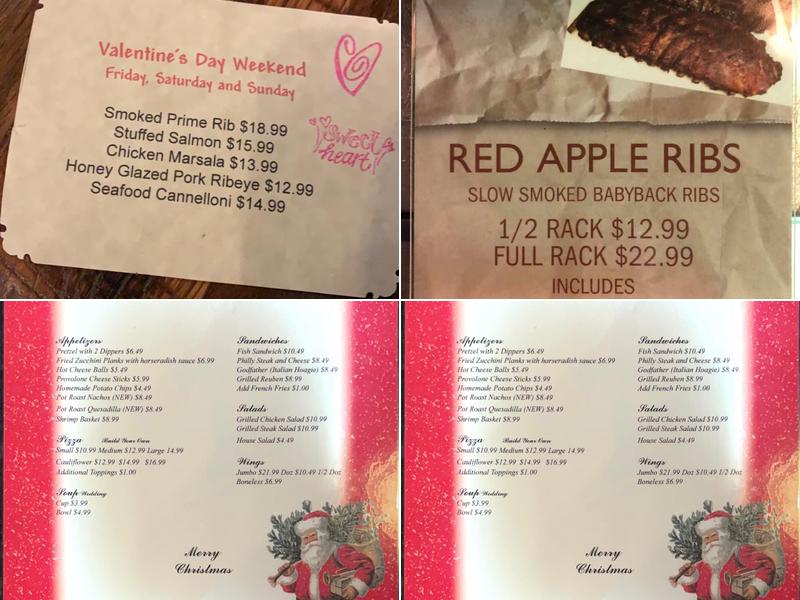 Valentine's Day Weekend
Friday, Saturday and Sunday
Smoked Prime Rib $18.99
Stuffed Salmon $15.99
Chicken Marsala $13.99
Honey Glazed Pork Ribeye $12.99
Seafood Cannelloni $14.99
Sweet
heart
RED APPLE RIBS
SLOW SMOKED BABYBACK RIBS
1/2 RACK $12.99
FULL RACK $22.99
INCLUDES
Appetizers
Pretzel with 2 Dippers $6.49
Fried Zucchini Planks with horseradish sauce $6.99
Hot Cheese Balls $5.49
Provolone Cheese Sticks $5.99
Homemade Potato Chips $4.49
Pot Roast Nachos (NEW) $8.49
Pot Roast Quesadilla (NEW) $8.49
Shrimp Basket $8.99
Pizza Build Your Own
Small $10.99 Medium $12.99 Large 14.99
Cauliflower $12.99 $14.99 $16.99
Additional Toppings $1.00
Soup Wedding
Cup $3.99
Bowl $4.99
Sandwiches
Fish Sandwich $10.49
Philly Steak and Cheese $8.49
Godfather (Italian Hoagie) $8.49
Grilled Reuben $8.99
Add French Fries $1.00
Salads
Grilled Chicken Salad $10.99
Grilled Steak Salad $10.99
House Salad $4.49
Wings
Jumbo $21.99 Doz $10.49 1/2 Doz
Boneless $6.99
Merry
Christmas
Appetizers
Pretzel with 2 Dippers $6.49
Fried Zucchini Planks with horseradish sauce $6.99
Hot Cheese Balls $5.49
Provolone Cheese Sticks $5.99
Homemade Potato Chips $4.49
Pot Roast Nachos (NEW) $8.49
Pot Roast Quesadilla (NEW) $8.49
Shrimp Basket $8.99
Pizza Build Your Own
Small $10.99 Medium $12.99 Large 14.99
Cauliflower $12.99 $14.99 $16.99
Additional Toppings $1.00
Soup Wedding
Cup $3.99
Bowl $4.99
Sandwiches
Fish Sandwich $10.49
Philly Steak and Cheese $8.49
Godfather (Italian Hoagie) $8.49
Grilled Reuben $8.99
Add French Fries $1.00
Salads
Grilled Chicken Salad $10.99
Grilled Steak Salad $10.99
House Salad $4.49
Wings
Jumbo $21.99 Doz $10.49 1/2 Doz
Boneless $6.99
Merry
Christmas